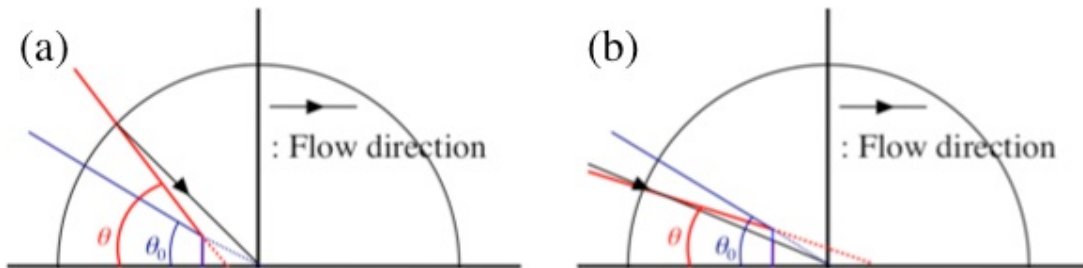 (a)
: Flow direction
θ
θ₀
(b)
: Flow direction
θ
θ₀